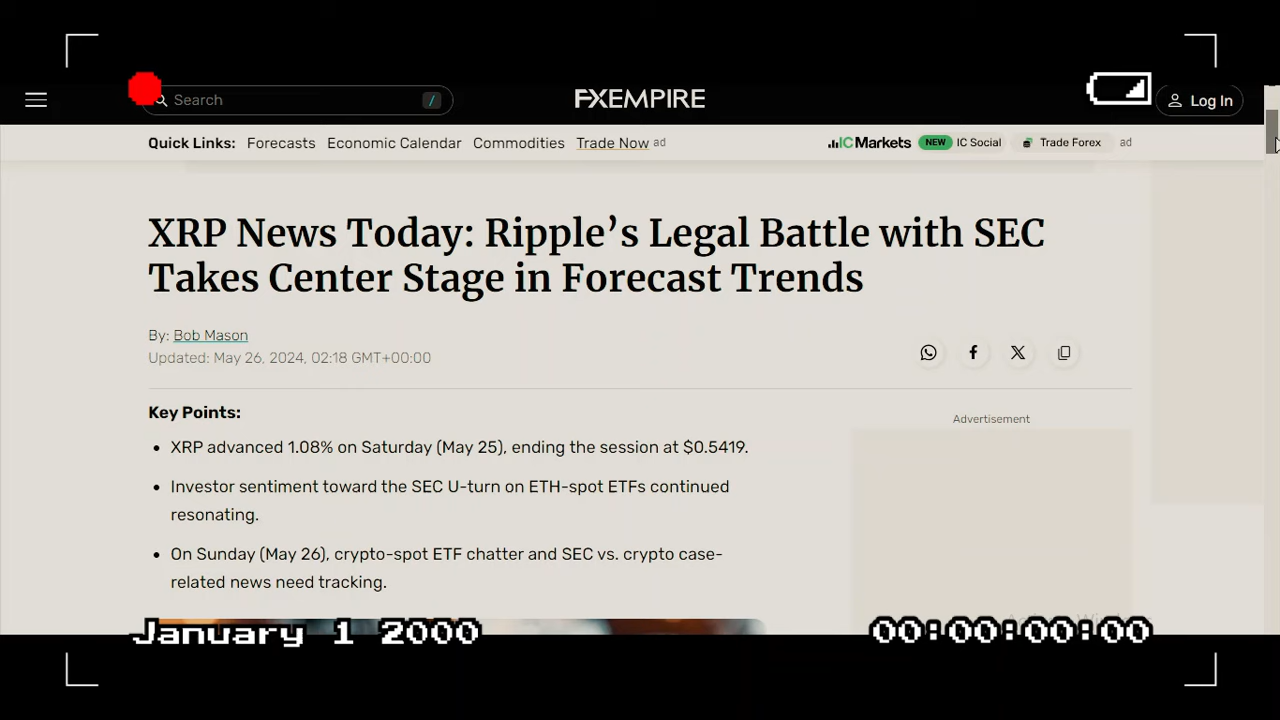 Search
/
FXEMPIRE
Log In
Quick Links: Forecasts Economic Calendar Commodities Trade Now ad
ICMarkets NEW IC Social Trade Forex ad
XRP News Today: Ripple’s Legal Battle with SEC
Takes Center Stage in Forecast Trends
By: Bob Mason
Updated: May 26, 2024, 02:18 GMT+00:00
Key Points:
Advertisement
• XRP advanced 1.08% on Saturday (May 25), ending the session at $0.5419.
• Investor sentiment toward the SEC U-turn on ETH-spot ETFs continued
resonating.
• On Sunday (May 26), crypto-spot ETF chatter and SEC vs. crypto case-
related news need tracking.
January 1 2000
00:00:00:00